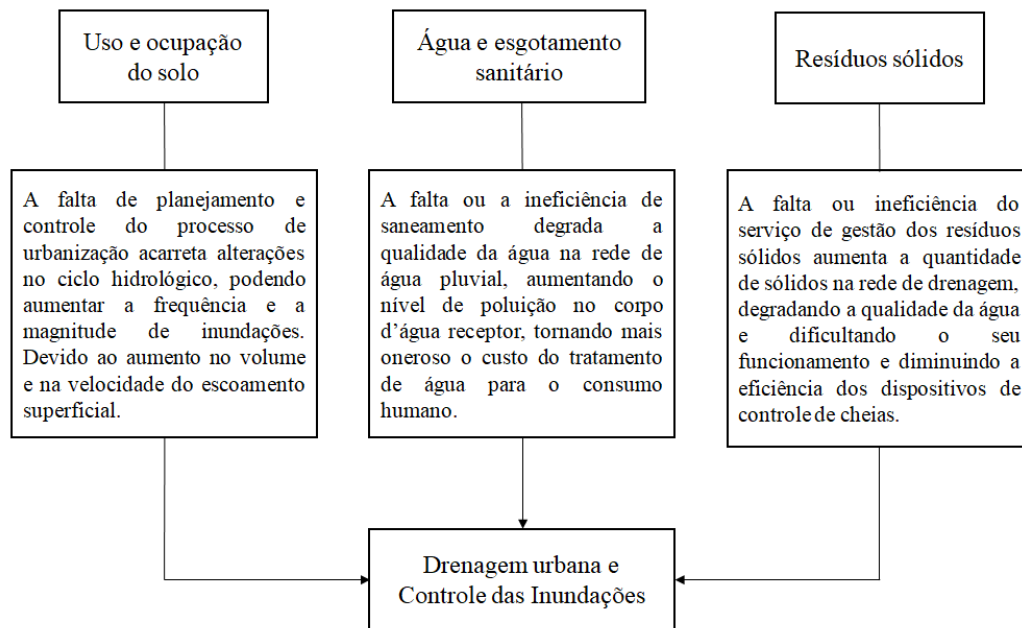 Uso e ocupação
do solo
Água e esgotamento
sanitário
Resíduos sólidos
A falta de planejamento e
controle do processo de
urbanização acarreta alterações
no ciclo hidrológico, podendo
aumentar a frequência e a
magnitude de inundações.
Devido ao aumento no volume
e na velocidade do escoamento
superficial.
A falta ou a ineficiência de
saneamento degrada a
qualidade da água na rede de
água pluvial, aumentando o
nível de poluição no corpo
d’água receptor, tornando mais
oneroso o custo do tratamento
de água para o consumo
humano.
A falta ou ineficiência do
serviço de gestão dos resíduos
sólidos aumenta a quantidade
de sólidos na rede de drenagem,
degradando a qualidade da água
e dificultando o seu
funcionamento e diminuindo a
eficiência dos dispositivos de
controle de cheias.
Drenagem urbana e
Controle das Inundações